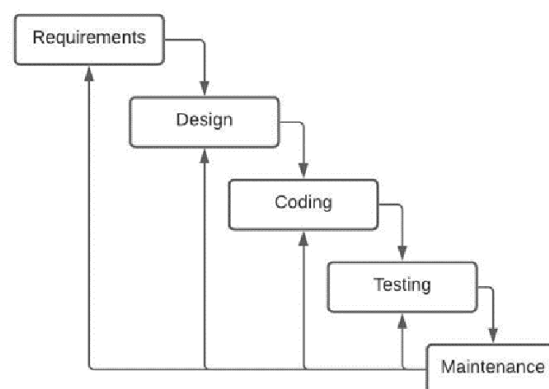 Requirements
Design
Coding
Testing
Maintenance